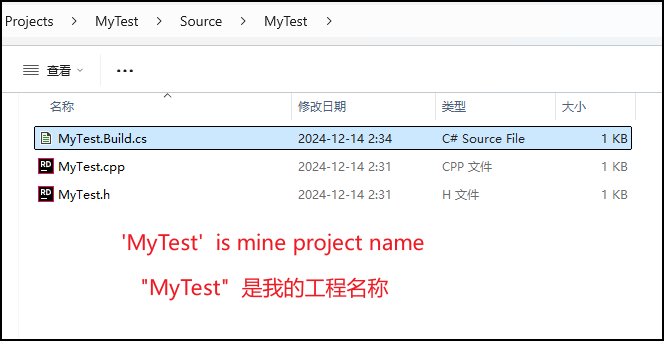 Projects > MyTest > Source > MyTest >
查看
名称 修改日期 类型 大小
MyTest.Build.cs 2024-12-14 2:34 C# Source File 1 KB
MyTest.cpp 2024-12-14 2:31 CPP 文件 1 KB
MyTest.h 2024-12-14 2:31 H 文件 1 KB
'MyTest' is mine project name
"MyTest" 是我的工程名称